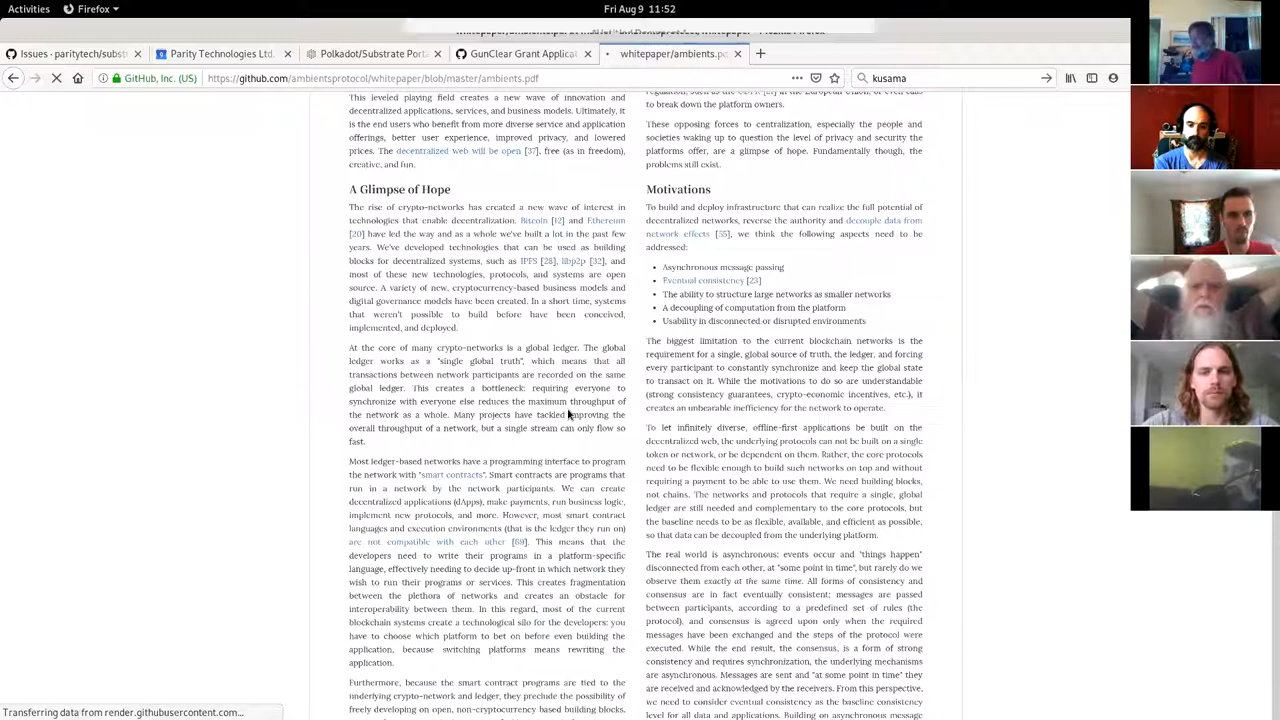 Activities
Firefox
Fri Aug 9 11:52
Issues - paritytech/subst
Parity Technologies Ltd.
Polkadot/Substrate Porta
GunClear Grant Applicat
whitepaper/ambients.pd
GitHub, Inc. (US)
https://github.com/ambientsprotocol/whitepaper/blob/master/ambients.pdf
kusama
This leveled playing field creates a new wave of innovation and
decentralized applications, services, and business models. Ultimately, it
is the end users who benefit from more diverse service and application
offerings, better user experience, improved privacy, and lowered
prices. The decentralized web will be open [37], free (as in freedom),
creative, and fun.
A Glimpse of Hope
The rise of crypto-networks has created a new wave of interest in
technologies that enable decentralization. Bitcoin [12] and Ethereum
[20] have led the way and as a whole we've built a lot in the past few
years. We've developed technologies that can be used as building
blocks for decentralized systems, such as IPFS [28], libp2p [32], and
most of these new technologies, protocols, and systems are open
source. A variety of new, cryptocurrency-based business models and
digital governance models have been created. In a short time, systems
that weren't possible to build before have been conceived,
implemented, and deployed.
At the core of many crypto-networks is a global ledger. The global
ledger works as a "single global truth", which means that all
transactions between network participants are recorded on the same
global ledger. This creates a bottleneck: requiring everyone to
synchronize with everyone else reduces the maximum throughput of
the network as a whole. Many projects have tackled improving the
overall throughput of a network, but a single stream can only flow so
fast.
Most ledger-based networks have a programming interface to program
the network with "smart contracts". Smart contracts are programs that
run in a network by the network participants. We can create
decentralized applications (dApps), make payments, run business logic,
implement new protocols, and more. However, most smart contract
languages and execution environments (that is the ledger they run on)
are not compatible with each other [69]. This means that the
developers need to write their programs in a platform-specific
language, effectively needing to decide up-front in which network they
wish to run their programs or services. This creates fragmentation
between the plethora of networks and creates an obstacle for
interoperability between them. In this regard, most of the current
blockchain systems create a technological silo for the developers: you
have to choose which platform to build on before even building the
application, because switching platforms means rewriting the
application.
Furthermore, because the smart contract programs are tied to the
underlying crypto-network and ledger, they preclude the possibility of
freely developing on open, non-cryptocurrency based building blocks.
in the European Union, or even calls
to break down the platform owners.
These opposing forces to centralization, especially the people and
societies waking up to question the level of privacy and security the
platforms offer, are a glimpse of hope. Fundamentally though, the
problems still exist.
Motivations
To build and deploy infrastructure that can realize the full potential of
decentralized networks, reverse the authority and decouple data from
network effects [55], we think the following aspects need to be
addressed:
• Asynchronous message passing
• Eventual consistency [23]
• The ability to structure large networks as smaller networks
• A decoupling of computation from the platform
• Usability in disconnected or disrupted environments
The biggest limitation to the current blockchain networks is the
requirement for a single, global source of truth, the ledger, and forcing
every participant to constantly synchronize and keep the global state
to transact on it. While the motivations to do so are understandable
(strong consistency guarantees, crypto-economic incentives, etc.), it
creates an unbearable inefficiency for the network to operate.
To let infinitely diverse, offline-first applications be built on the
decentralized web, the underlying protocols can not be built on a single
token or network, or be dependent on them. Rather, the core protocols
need to be flexible enough to build such networks on top and without
requiring a payment to be able to use them. We need building blocks,
not chains. The networks and protocols that require a single, global
ledger are still needed and complementary to the core protocols, but
the baseline needs to be as flexible, available, and efficient as possible,
so that data can be decoupled from the underlying platform.
The real world is asynchronous: events occur and "things happen"
disconnected from each other, at "some point in time", but rarely do we
observe them exactly at the same time. All forms of consistency and
consensus are in fact eventually consistent; messages are passed
between participants, according to a predefined set of rules (the
protocol), and consensus is agreed upon only when the required
messages have been exchanged and the steps of the protocol were
executed. While the end result, the consensus, is a form of strong
consistency and requires synchronization, the underlying mechanisms
are asynchronous. Messages are sent and "at some point in time" they
are received and acknowledged by the receivers. From this perspective,
we need to consider eventual consistency as the baseline consistency
level for all data and applications. Building on asynchronous message
Transferring data from render.githubusercontent.com...